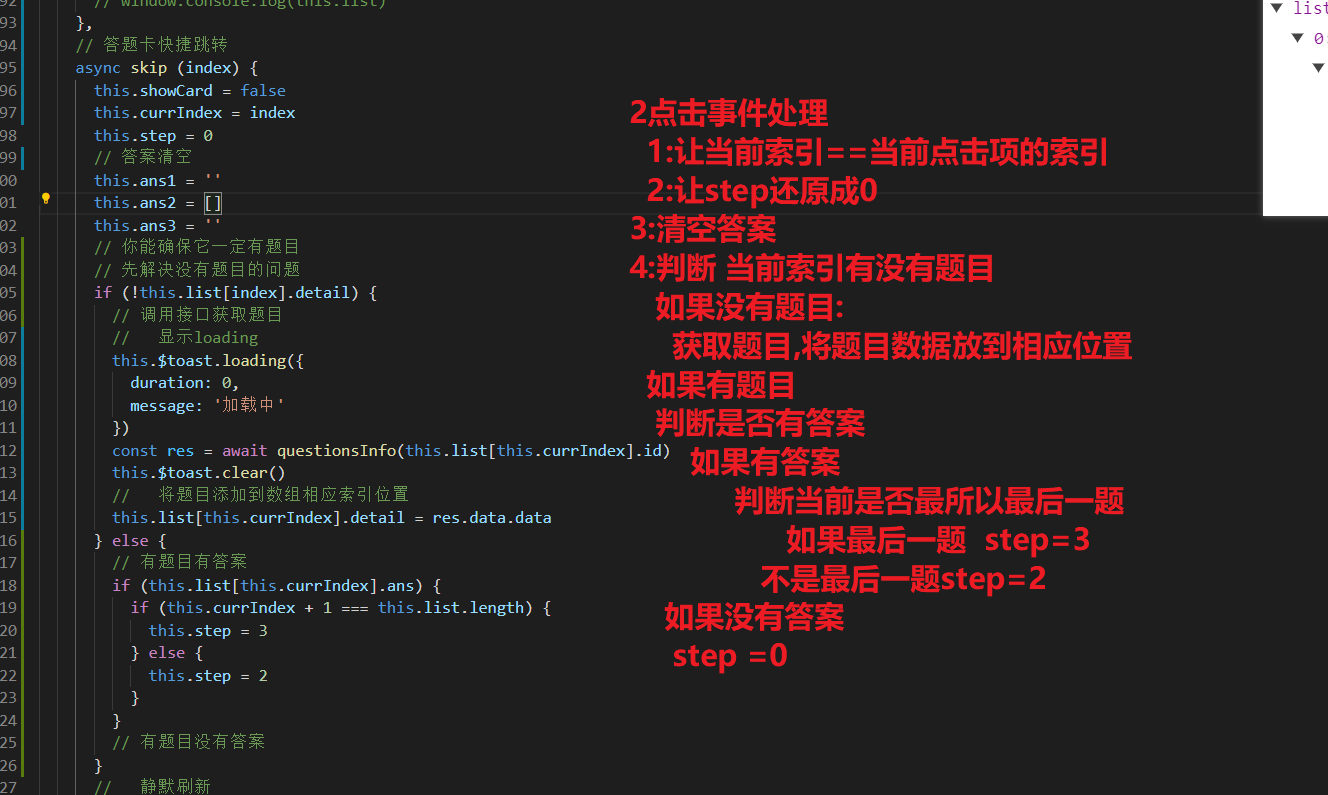 92 // window.console.log(this.list)
93 },
94 // 答题卡快捷跳转
95 async skip (index) {
96 this.showCard = false
97 this.currIndex = index
98 this.step = 0
99 // 答案清空
00 this.ans1 = ''
01 this.ans2 = []
02 this.ans3 = ''
03 // 你能确保它一定有题目
04 // 先解决没有题目的问题
05 if (!this.list[index].detail) {
06 // 调用接口获取题目
07 // 显示loading
08 this.$toast.loading({
09 duration: 0,
10 message: '加载中'
11 })
12 const res = await questionsInfo(this.list[this.currIndex].id)
13 this.$toast.clear()
14 // 将题目添加到数组相应索引位置
15 this.list[this.currIndex].detail = res.data.data
16 } else {
17 // 有题目有答案
18 if (this.list[this.currIndex].ans) {
19 if (this.currIndex + 1 === this.list.length) {
20 this.step = 3
21 } else {
22 this.step = 2
23 }
24 }
25 // 有题目没有答案
26 }
27 // 静默刷新
2点击事件处理
1:让当前索引==当前点击项的索引
2:让step还原成0
3:清空答案
4:判断 当前索引有没有题目
如果没有题目:
获取题目,将题目数据放到相应位置
如果有题目
判断是否有答案
如果有答案
判断当前是否最所以最后一题
如果最后一题 step=3
不是最后一题step=2
如果没有答案
step =0
▼ list
▼ 0:
▼